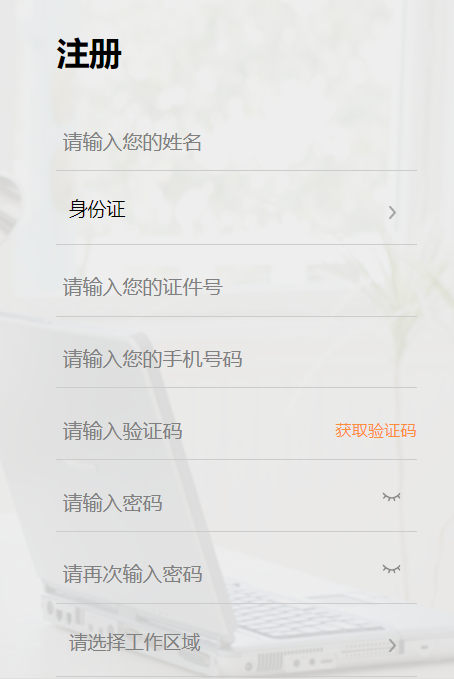 注册
请输入您的姓名
身份证
请输入您的证件号
请输入您的手机号码
请输入验证码 获取验证码
请输入密码
请再次输入密码
请选择工作区域